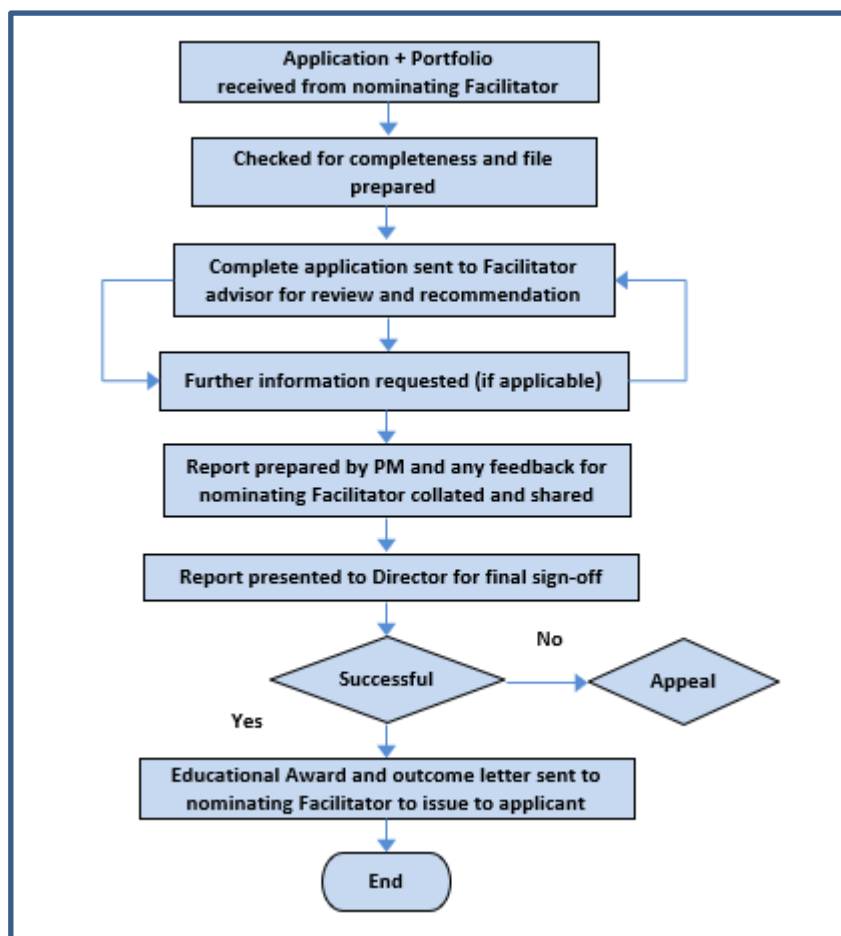 Application + Portfolio
received from nominating Facilitator
Checked for completeness and file
prepared
Complete application sent to Facilitator
advisor for review and recommendation
Further information requested (if applicable)
Report prepared by PM and any feedback for
nominating Facilitator collated and shared
Report presented to Director for final sign-off
No
Successful
Appeal
Yes
Educational Award and outcome letter sent to
nominating Facilitator to issue to applicant
End